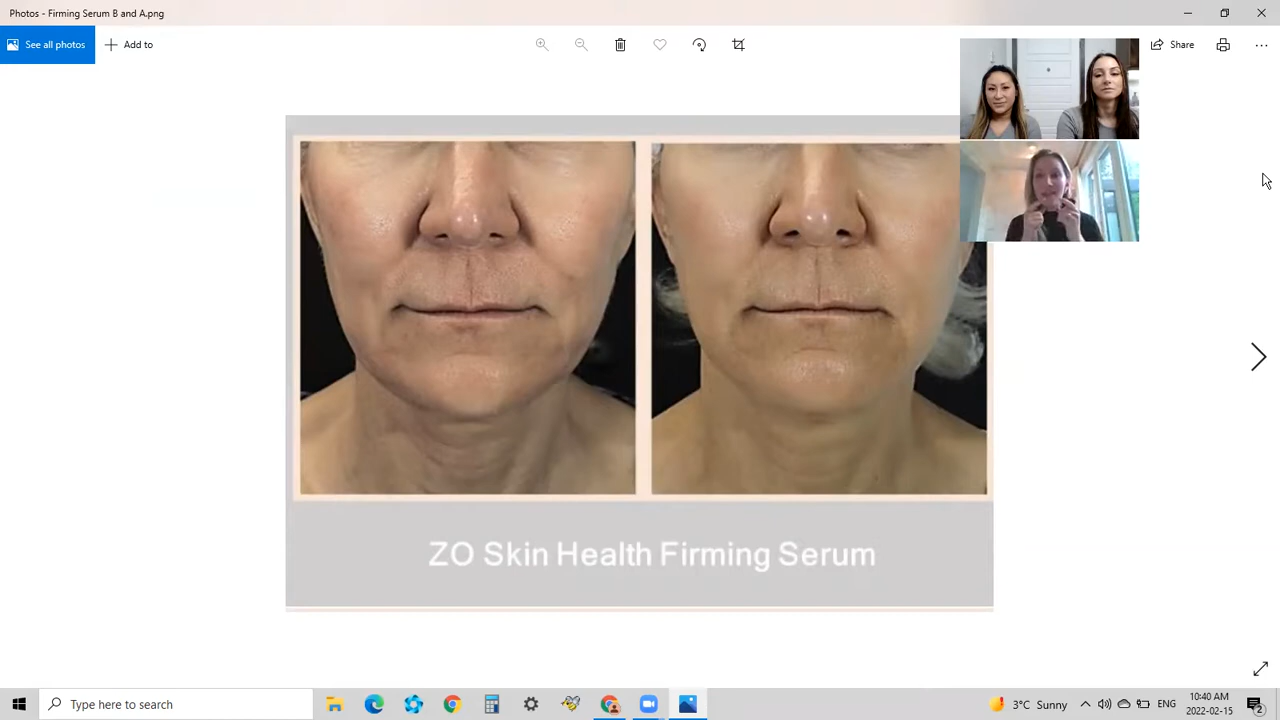 Photos - Firming Serum B and A.png
See all photos
Add to
Share
ZO Skin Health Firming Serum
Type here to search
3°C Sunny
ENG
10:40 AM
2022-02-15
2